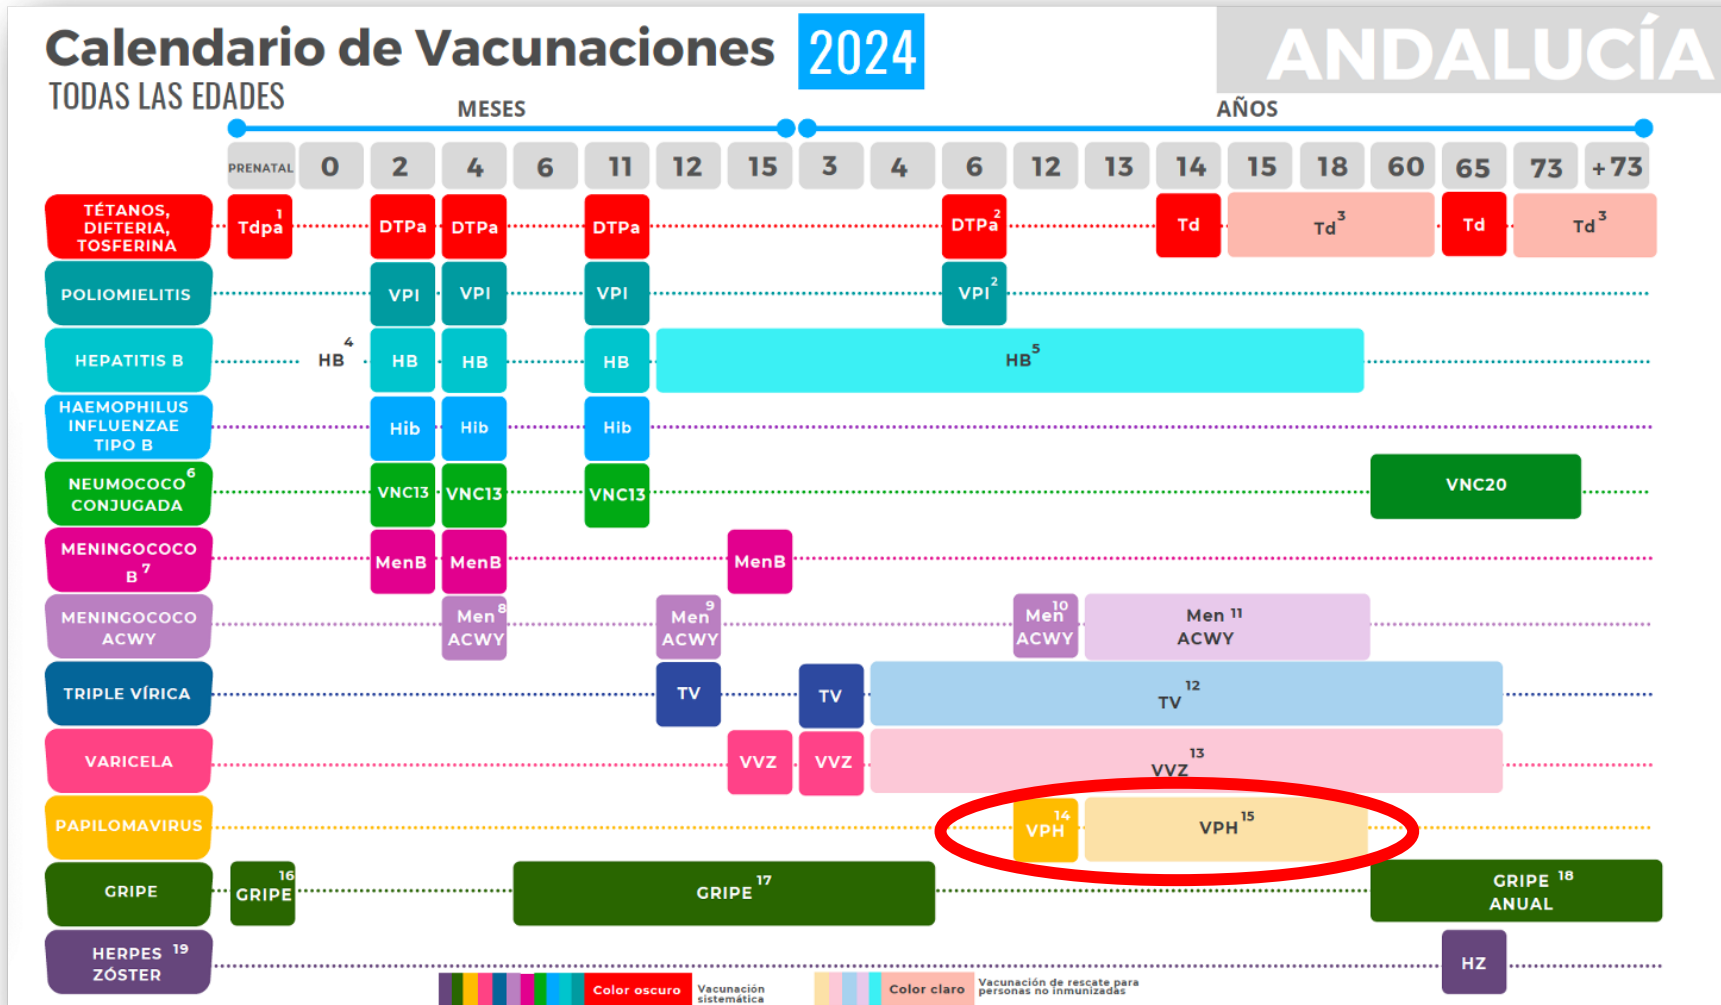 Calendario de Vacunaciones 2024 ANDALUCÍA
TODAS LAS EDADES
MESES AÑOS
PRENATAL 0 2 4 6 11 12 15 3 4 6 12 13 14 15 18 60 65 73 +73
TÉTANOS,
DIFTERIA,
TOSFERINA
Tdpa 1 DTPa DTPa DTPa DTPa 2 Td Td 3 Td Td 3
POLIOMIELITIS VPI VPI VPI VPI 2
HEPATITIS B HB 4 HB HB HB HB 5
HAEMOPHILUS
INFLUENZAE
TIPO B
Hib Hib Hib
NEUMOCOCO 6
CONJUGADA
VNC13 VNC13 VNC13 VNC20
MENINGOCOCO
B 7
MenB MenB MenB
MENINGOCOCO
ACWY
Men 8
ACWY
Men 9
ACWY
Men 10
ACWY
Men 11
ACWY
TRIPLE VÍRICA TV TV TV 12
VARICELA VVZ VVZ VVZ 13
PAPILOMAVIRUS VPH 14 VPH 15
GRIPE GRIPE 16 GRIPE 17 GRIPE 18
ANUAL
HERPES 19
ZÓSTER
HZ
Color oscuro Vacunación
sistemática
Color claro Vacunación de rescate para
personas no inmunizadas